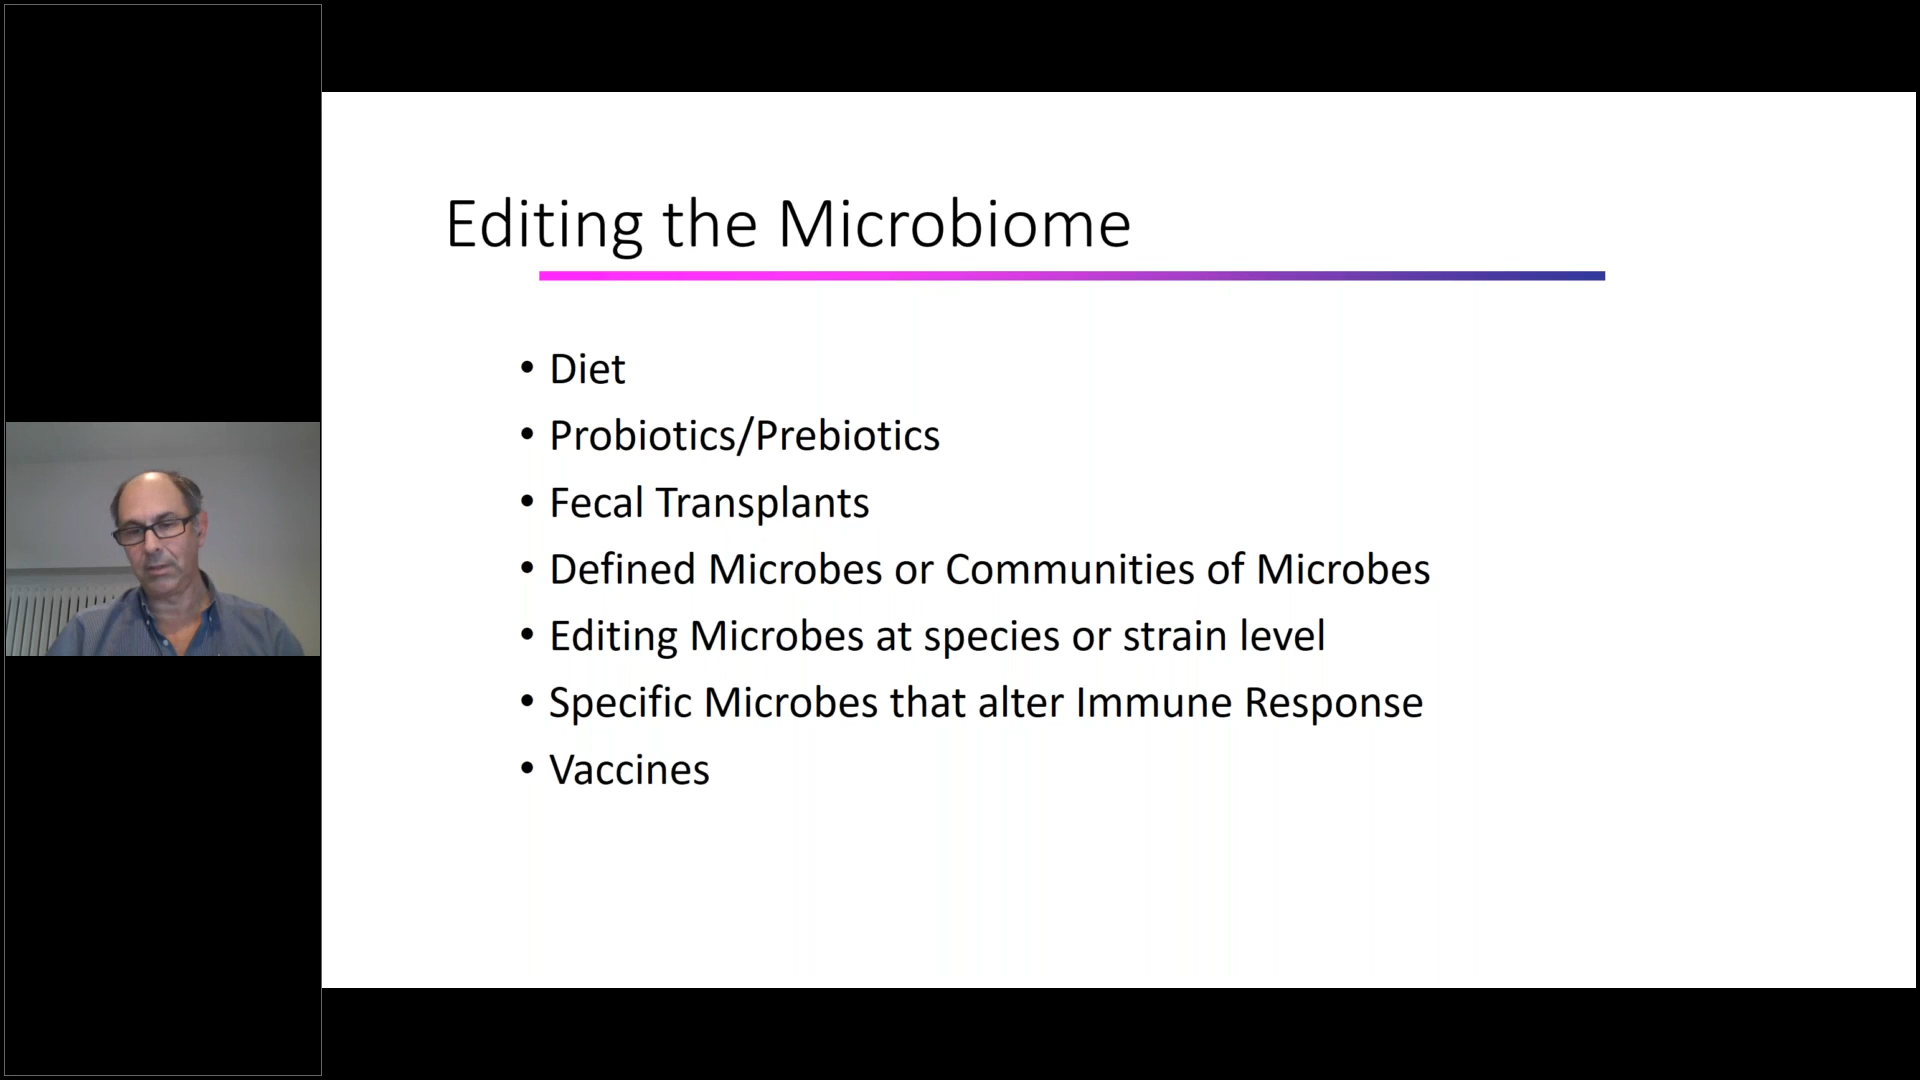 Editing the Microbiome
• Diet
• Probiotics/Prebiotics
• Fecal Transplants
• Defined Microbes or Communities of Microbes
• Editing Microbes at species or strain level
• Specific Microbes that alter Immune Response
• Vaccines